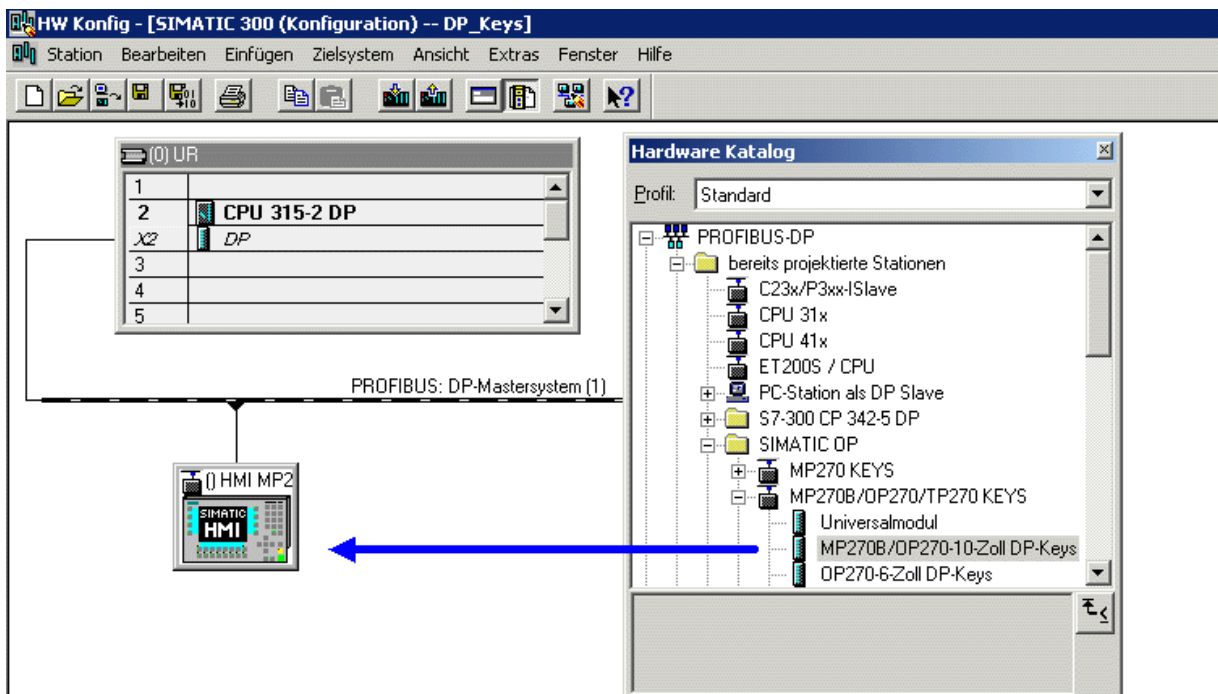 HW Konfig - [SIMATIC 300 (Konfiguration) -- DP_Keys]
Station Bearbeiten Einfügen Zielsystem Ansicht Extras Fenster Hilfe
(0) UR
1
2 CPU 315-2 DP
X2 DP
3
4
5
PROFIBUS: DP-Mastersystem (1)
() HMI MP2
SIMATIC
HMI
Hardware Katalog
Profil: Standard
PROFIBUS-DP
bereits projektierte Stationen
C23x/P3xx-ISlave
CPU 31x
CPU 41x
ET200S / CPU
PC-Station als DP Slave
S7-300 CP 342-5 DP
SIMATIC OP
MP270 KEYS
MP270B/OP270/TP270 KEYS
Universalmodul
MP270B/OP270-10-Zoll DP-Keys
OP270-6-Zoll DP-Keys